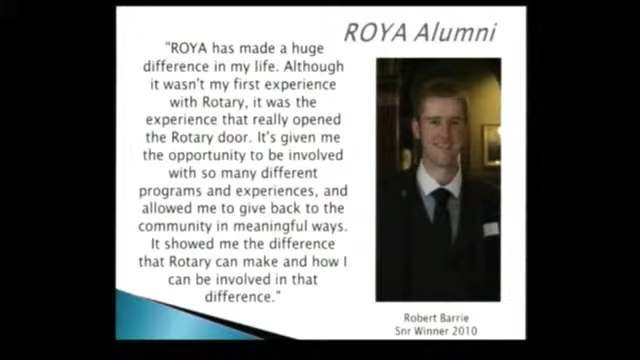 ROYA Alumni
"ROYA has made a huge
difference in my life. Although
it wasn't my first experience
with Rotary, it was the
experience that really opened
the Rotary door. It's given me
the opportunity to be involved
with so many different
programs and experiences, and
allowed me to give back to the
community in meaningful ways.
It showed me the difference
that Rotary can make and how I
can be involved in that
difference."
Robert Barrie
Snr Winner 2010